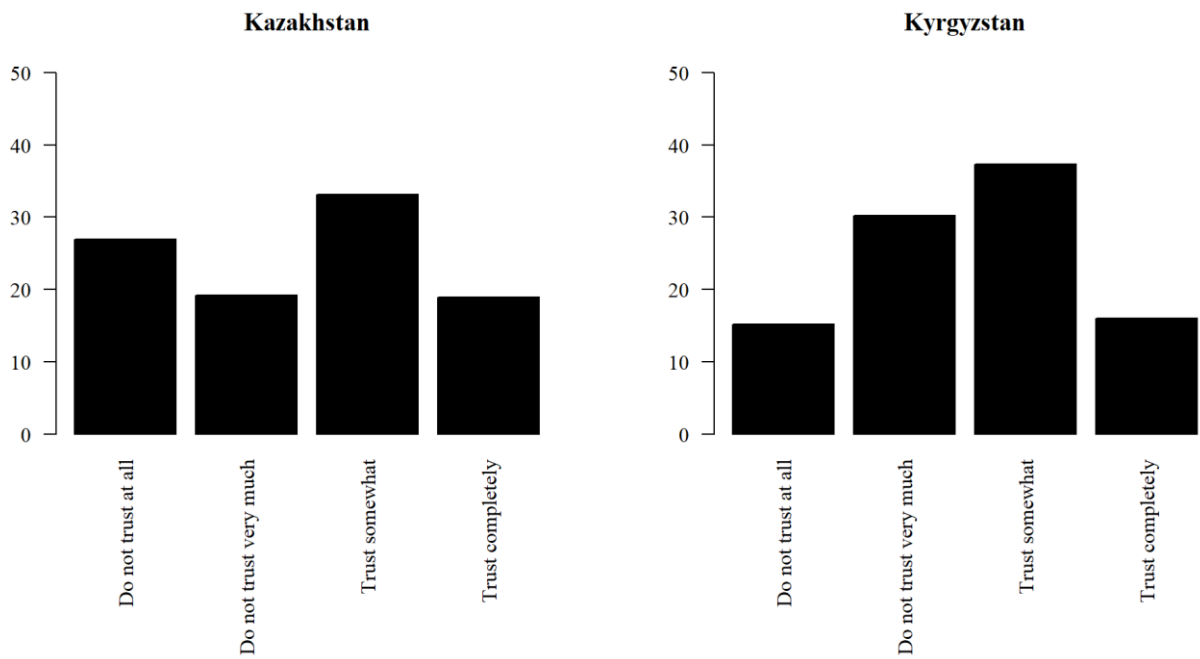 Kazakhstan
50
40
30
20
10
0
Do not trust at all
Do not trust very much
Trust somewhat
Trust completely
Kyrgyzstan
50
40
30
20
10
0
Do not trust at all
Do not trust very much
Trust somewhat
Trust completely